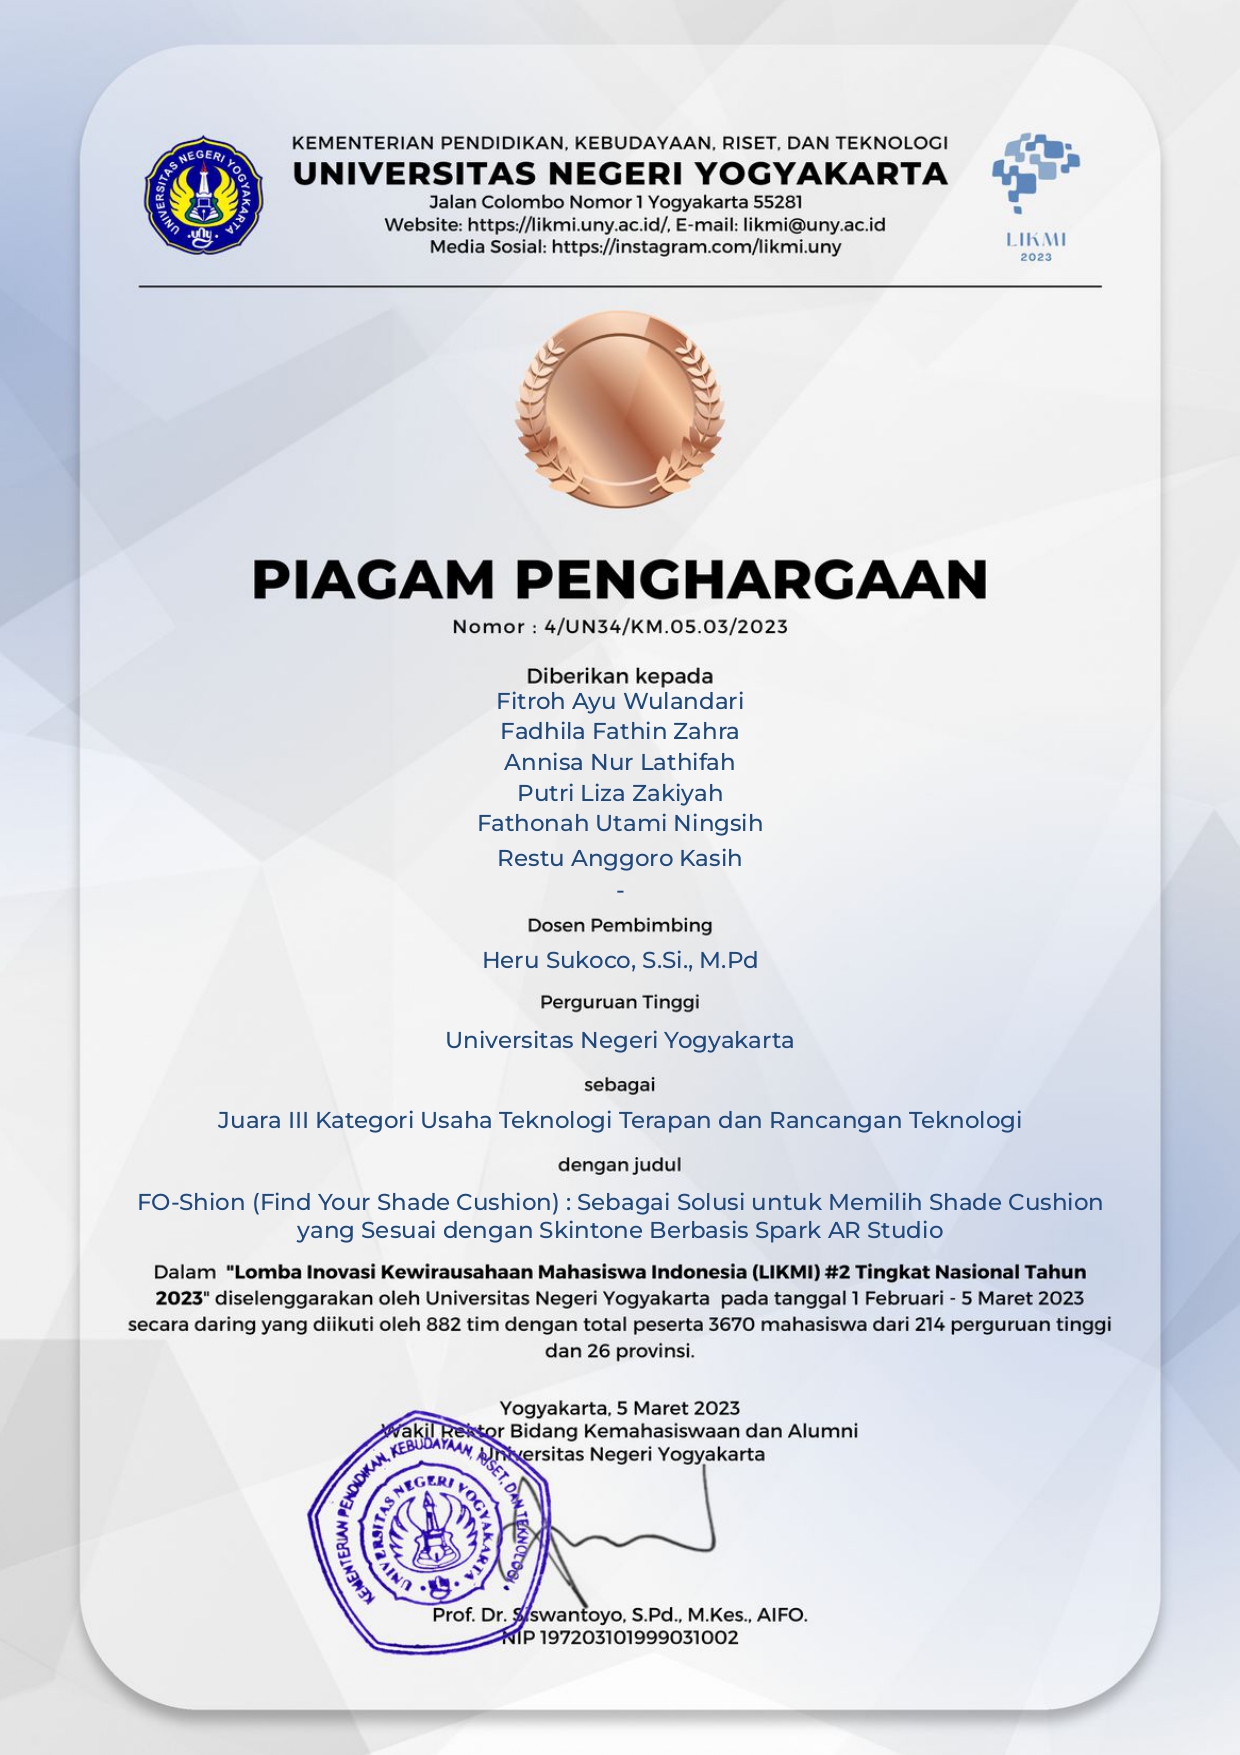 KEMENTERIAN PENDIDIKAN, KEBUDAYAAN, RISET, DAN TEKNOLOGI
UNIVERSITAS NEGERI YOGYAKARTA
Jalan Colombo Nomor 1 Yogyakarta 55281
Website: https://likmi.uny.ac.id/, E-mail: likmi@uny.ac.id
Media Sosial: https://instagram.com/likmi.uny
UNIVERSITAS NEGERI YOGYAKARTA
uny
LIKMI
2023
PIAGAM PENGHARGAAN
Nomor : 4/UN34/KM.05.03/2023
Diberikan kepada
Fitroh Ayu Wulandari
Fadhila Fathin Zahra
Annisa Nur Lathifah
Putri Liza Zakiyah
Fathonah Utami Ningsih
Restu Anggoro Kasih
-
Dosen Pembimbing
Heru Sukoco, S.Si., M.Pd
Perguruan Tinggi
Universitas Negeri Yogyakarta
sebagai
Juara III Kategori Usaha Teknologi Terapan dan Rancangan Teknologi
dengan judul
FO-Shion (Find Your Shade Cushion) : Sebagai Solusi untuk Memilih Shade Cushion
yang Sesuai dengan Skintone Berbasis Spark AR Studio
Dalam "Lomba Inovasi Kewirausahaan Mahasiswa Indonesia (LIKMI) #2 Tingkat Nasional Tahun
2023" diselenggarakan oleh Universitas Negeri Yogyakarta pada tanggal 1 Februari - 5 Maret 2023
secara daring yang diikuti oleh 882 tim dengan total peserta 3670 mahasiswa dari 214 perguruan tinggi
dan 26 provinsi.
Yogyakarta, 5 Maret 2023
Wakil Rektor Bidang Kemahasiswaan dan Alumni
Universitas Negeri Yogyakarta
KEMENTERIAN PENDIDIKAN, KEBUDAYAAN, RISET, DAN TEKNOLOGI
UNIVERSITAS NEGERI YOGYAKARTA
Prof. Dr. Siswantoyo, S.Pd., M.Kes., AIFO.
NIP 197203101999031002